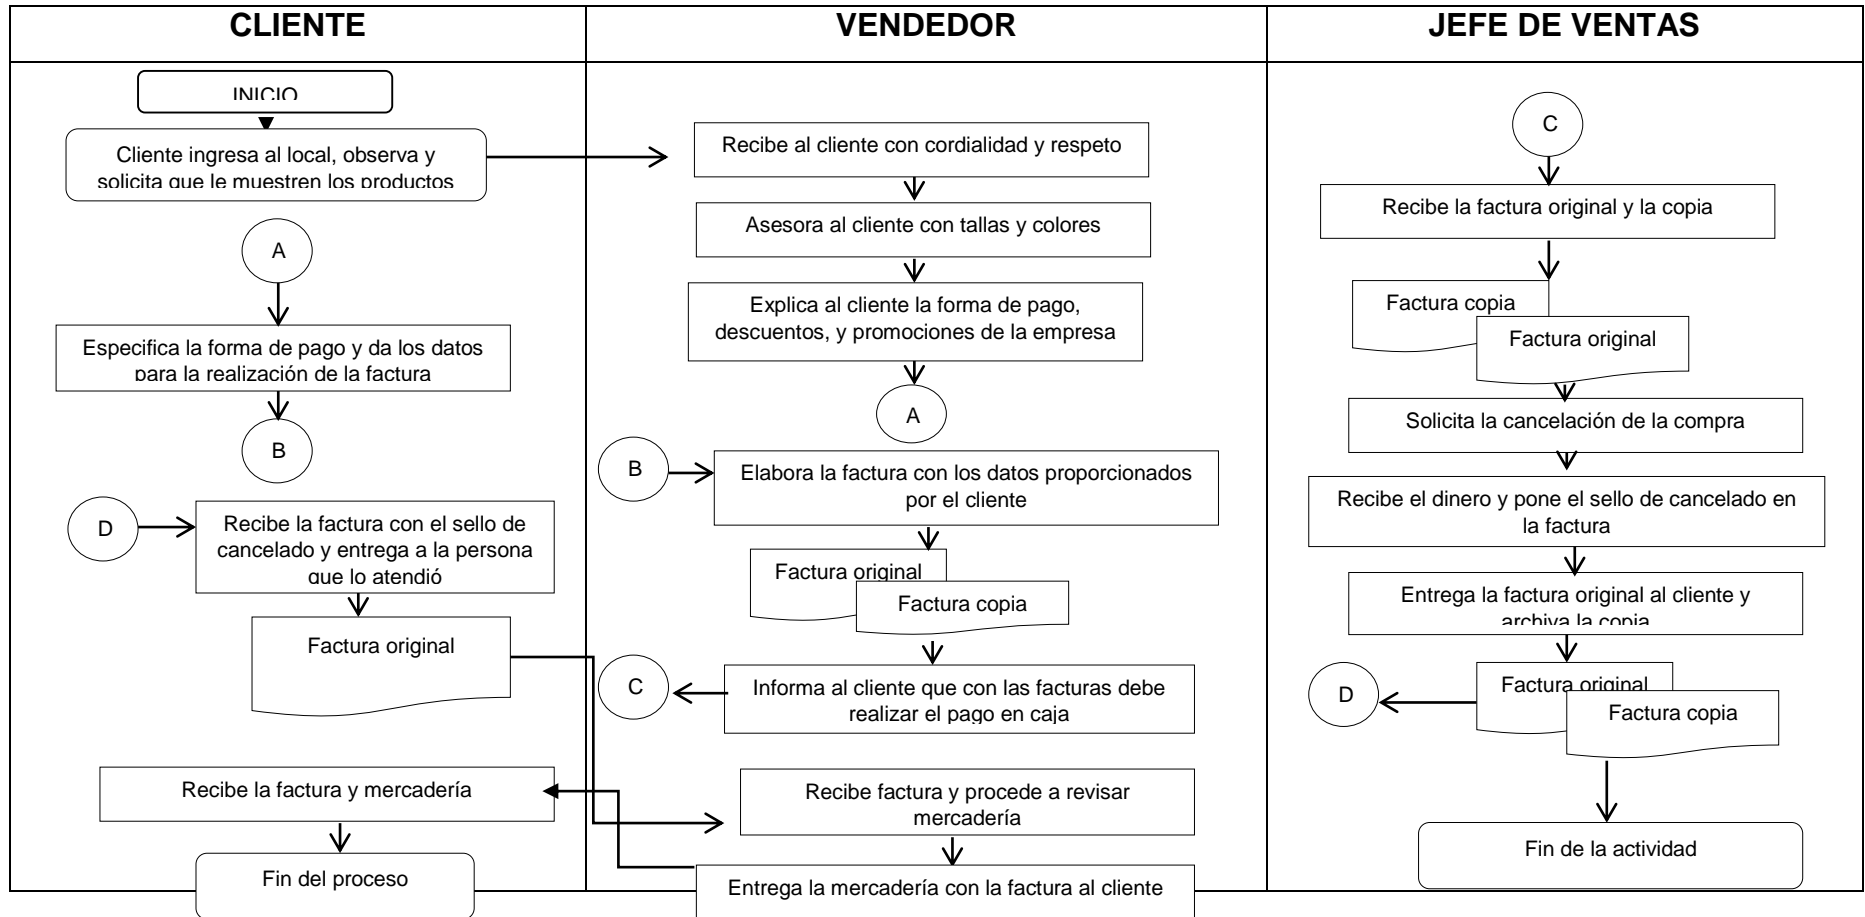 CLIENTE
VENDEDOR
JEFE DE VENTAS
INICIO
Cliente ingresa al local, observa y
solicita que le muestren los productos
A
Especifica la forma de pago y da los datos
para la realización de la factura
B
D
Recibe la factura con el sello de
cancelado y entrega a la persona
que lo atendió
Factura original
Recibe la factura y mercadería
Fin del proceso
Recibe al cliente con cordialidad y respeto
Asesora al cliente con tallas y colores
Explica al cliente la forma de pago,
descuentos, y promociones de la empresa
A
B
Elabora la factura con los datos proporcionados
por el cliente
Factura original
Factura copia
C
Informa al cliente que con las facturas debe
realizar el pago en caja
Recibe factura y procede a revisar
mercadería
Entrega la mercadería con la factura al cliente
C
Recibe la factura original y la copia
Factura copia
Factura original
Solicita la cancelación de la compra
Recibe el dinero y pone el sello de cancelado en
la factura
Entrega la factura original al cliente y
archiva la copia
D
Factura original
Factura copia
Fin de la actividad